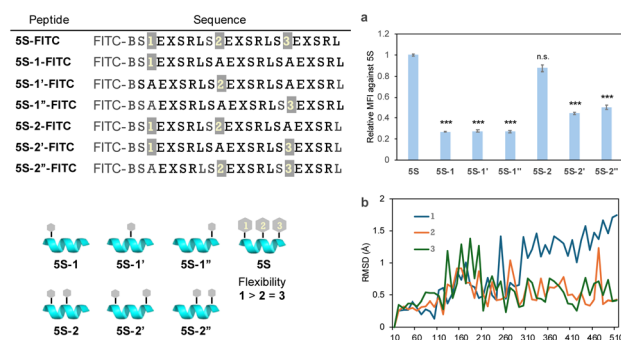 Peptide Sequence
5S-FITC FITC-BS1EXSRLS2EXSRLS3EXSRL
5S-1-FITC FITC-BS1EXSRLSAEXSRLSAEXSRL
5S-1'-FITC FITC-BSAEXSRLS2EXSRLSAEXSRL
5S-1"-FITC FITC-BSAEXSRLSAEXSRLS3EXSRL
5S-2-FITC FITC-BS1EXSRLS2EXSRLSAEXSRL
5S-2'-FITC FITC-BS1EXSRLSAEXSRLS3EXSRL
5S-2"-FITC FITC-BSAEXSRLS2EXSRLS3EXSRL
1 2 3
5S-1 5S-1' 5S-1" 5S
Flexibility
1 > 2 = 3
5S-2 5S-2' 5S-2"
a
Relative MFI against 5S
1.2
1
0.8
0.6
0.4
0.2
0
*** *** *** n.s. *** ***
5S 5S-1 5S-1' 5S-1" 5S-2 5S-2' 5S-2"
b
RMSD (Å)
2
1.5
1
0.5
0
1
2
3
10 60 110 160 210 260 310 360 410 460 510